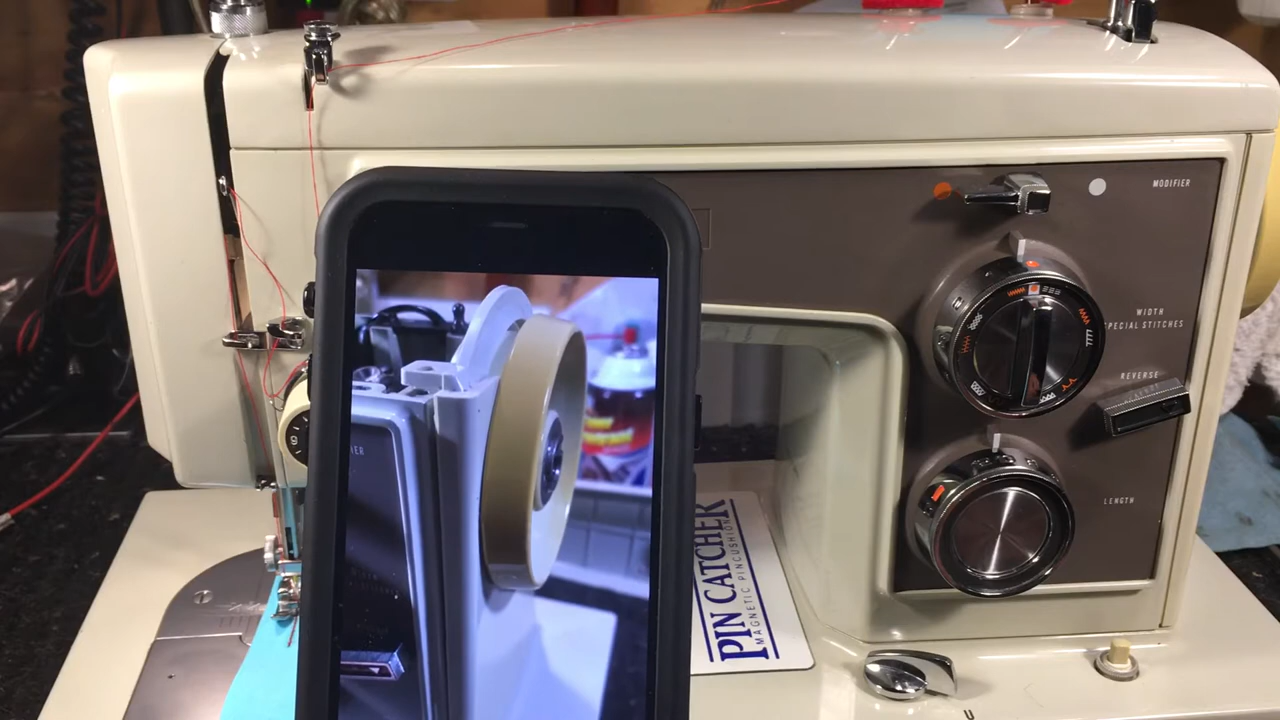 MODIFIER
WIDTH
SPECIAL STITCHES
REVERSE
LENGTH
PIN CATCHER
MAGNETIC PINCUSHION